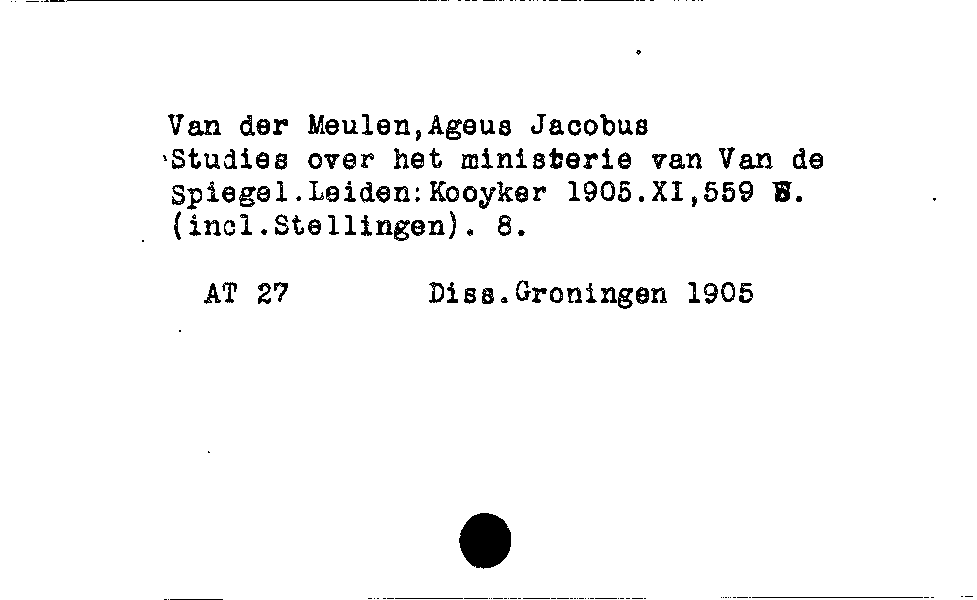 Van der Meulen,Ageus Jacobus
Studies over het ministerie van Van de
Spiegel.Leiden:Kooyker 1905.XI,559 S.
(incl.Stellingen). 8.
AT 27 Diss.Groningen 1905